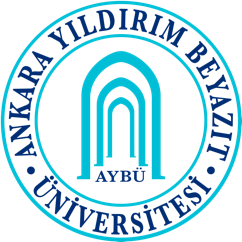 ANKARA YILDIRIM BEYAZIT
AYBÜ
• ÜNİVERSİTESİ •